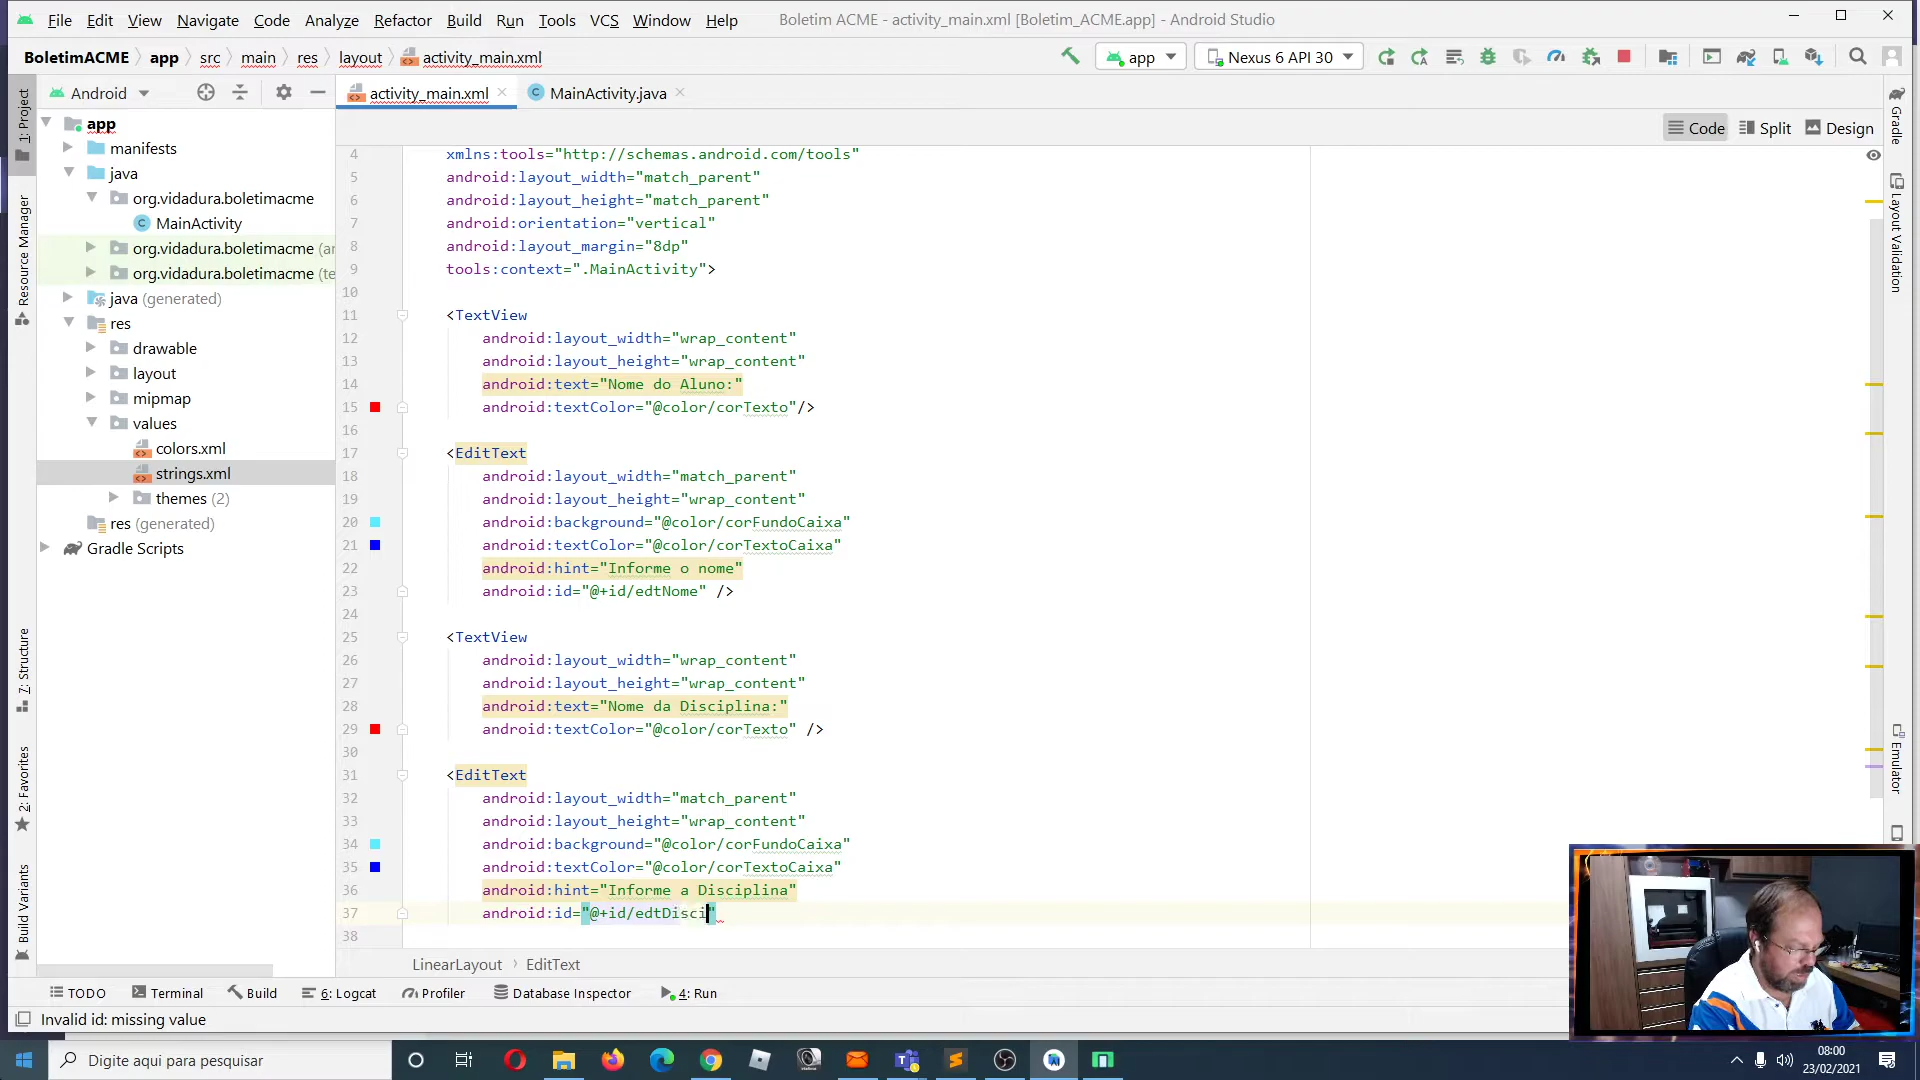 File Edit View Navigate Code Analyze Refactor Build Run Tools VCS Window Help Boletim ACME - activity_main.xml [Boletim_ACME.app] - Android Studio
BoletimACME app src main res layout activity_main.xml app Nexus 6 API 30
Android activity_main.xml MainActivity.java
Code Split Design
1: Project
Resource Manager
7: Structure
2: Favorites
Build Variants
app
manifests
java
org.vidadura.boletimacme
MainActivity
org.vidadura.boletimacme (ar
org.vidadura.boletimacme (te
java (generated)
res
drawable
layout
mipmap
values
colors.xml
strings.xml
themes (2)
res (generated)
Gradle Scripts
4 xmlns:tools="http://schemas.android.com/tools"
5 android:layout_width="match_parent"
6 android:layout_height="match_parent"
7 android:orientation="vertical"
8 android:layout_margin="8dp"
9 tools:context=".MainActivity">
10
11 <TextView
12 android:layout_width="wrap_content"
13 android:layout_height="wrap_content"
14 android:text="Nome do Aluno:"
15 android:textColor="@color/corTexto"/>
16
17 <EditText
18 android:layout_width="match_parent"
19 android:layout_height="wrap_content"
20 android:background="@color/corFundoCaixa"
21 android:textColor="@color/corTextoCaixa"
22 android:hint="Informe o nome"
23 android:id="@+id/edtNome" />
24
25 <TextView
26 android:layout_width="wrap_content"
27 android:layout_height="wrap_content"
28 android:text="Nome da Disciplina:"
29 android:textColor="@color/corTexto" />
30
31 <EditText
32 android:layout_width="match_parent"
33 android:layout_height="wrap_content"
34 android:background="@color/corFundoCaixa"
35 android:textColor="@color/corTextoCaixa"
36 android:hint="Informe a Disciplina"
37 android:id="@+id/edtDisci"
38
Gradle
Layout Validation
Emulator
LinearLayout EditText
TODO Terminal Build 6: Logcat Profiler Database Inspector 4: Run
Invalid id: missing value
Digite aqui para pesquisar
08:00
23/02/2021